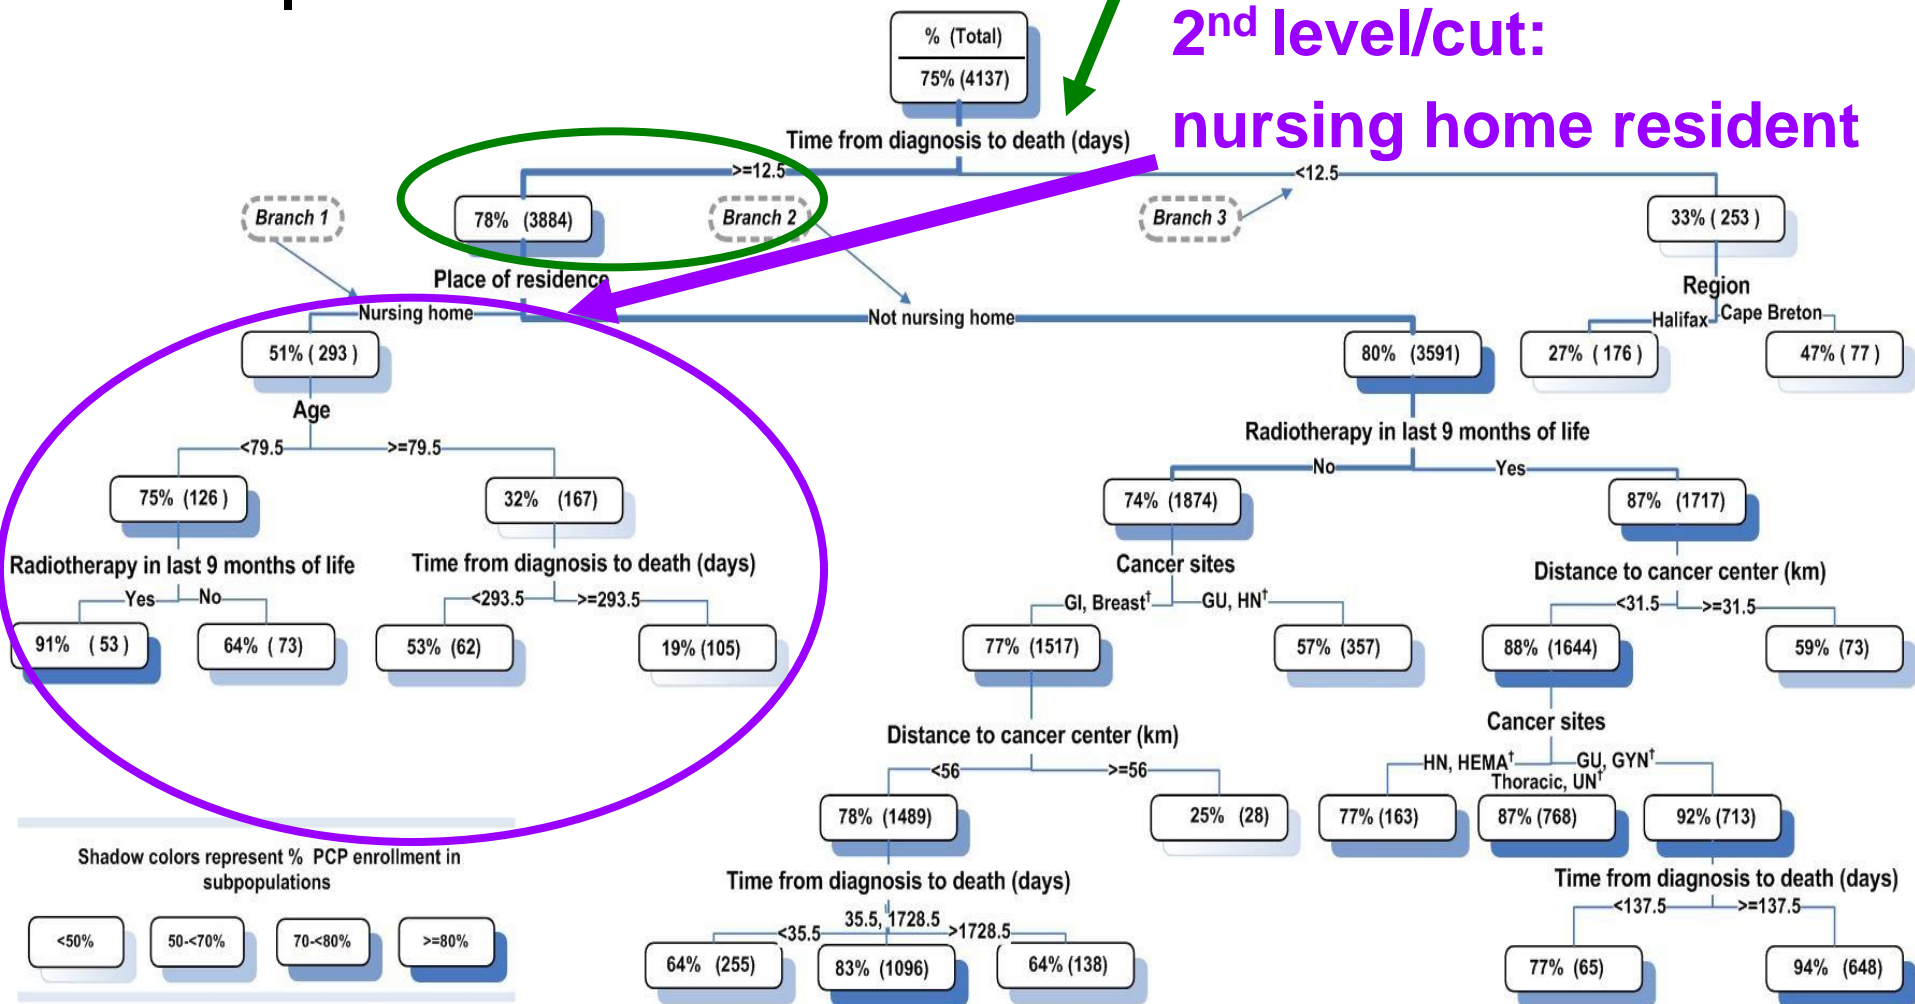 2nd level/cut:
nursing home resident
% (Total)
75% (4137)
Time from diagnosis to death (days)
>=12.5
<12.5
Branch 1
78% (3884)
Branch 2
Branch 3
33% ( 253 )
Place of residence
Region
Nursing home
Not nursing home
Halifax
Cape Breton
51% ( 293 )
80% (3591)
27% ( 176 )
47% ( 77 )
Age
Radiotherapy in last 9 months of life
<79.5
>=79.5
No
Yes
75% (126 )
32% (167)
74% (1874)
87% (1717)
Radiotherapy in last 9 months of life
Time from diagnosis to death (days)
Cancer sites
Distance to cancer center (km)
Yes
No
<293.5
>=293.5
GI, Breast†
GU, HN†
<31.5
>=31.5
91% ( 53 )
64% ( 73)
53% (62)
19% (105)
77% (1517)
57% (357)
88% (1644)
59% (73)
Distance to cancer center (km)
Cancer sites
<56
>=56
HN, HEMA†
GU, GYN†
Thoracic, UN†
78% (1489)
25% (28)
77% (163)
87% (768)
92% (713)
Shadow colors represent % PCP enrollment in
subpopulations
Time from diagnosis to death (days)
Time from diagnosis to death (days)
<35.5
35.5, 1728.5
>1728.5
<137.5
>=137.5
<50%
50-<70%
70-<80%
>=80%
64% (255)
83% (1096)
64% (138)
77% (65)
94% (648)